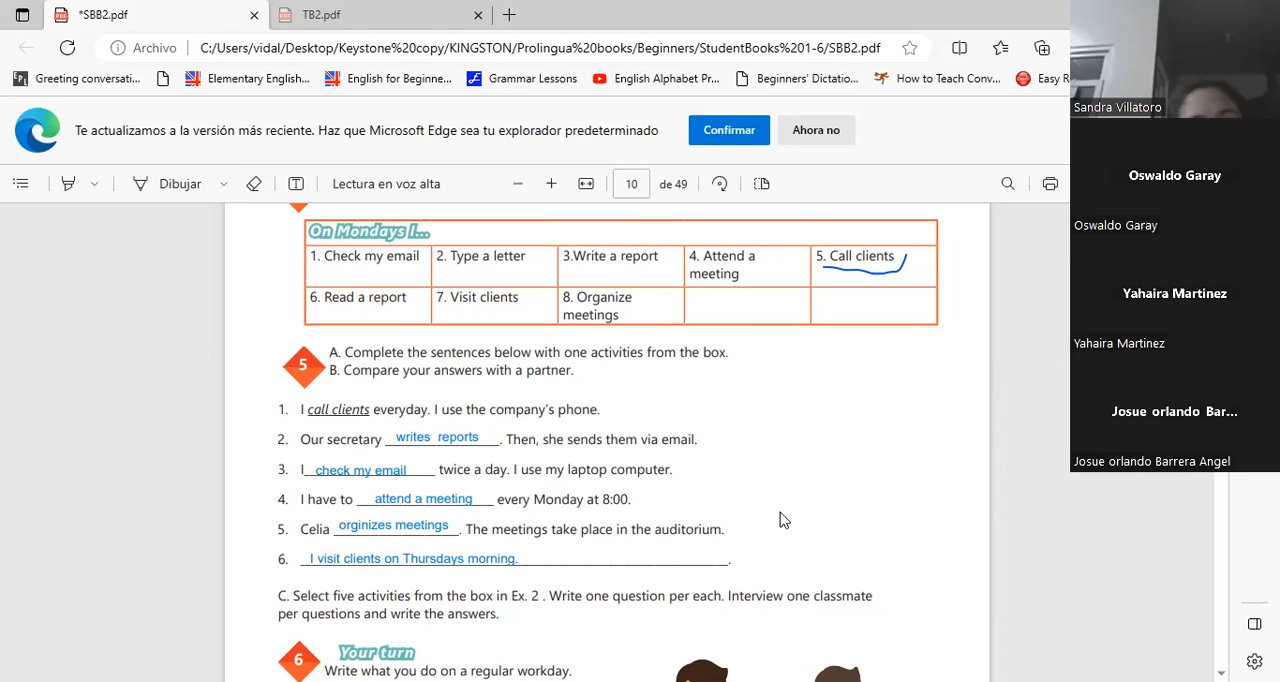 *SBB2.pdf
TB2.pdf
Archivo C:/Users/vidal/Desktop/Keystone%20copy/KINGSTON/Prolingua%20books/Beginners/StudentBooks%201-6/SBB2.pdf
Greeting conversati... Elementary English... English for Beginne... Grammar Lessons English Alphabet Pr... Beginners' Dictatio... How to Teach Conv... Easy R
Te actualizamos a la versión más reciente. Haz que Microsoft Edge sea tu explorador predeterminado Confirmar Ahora no
Dibujar Lectura en voz alta 10 de 49
On Mondays I...
1. Check my email 2. Type a letter 3.Write a report 4. Attend a meeting 5. Call clients
6. Read a report 7. Visit clients 8. Organize meetings
5
A. Complete the sentences below with one activities from the box.
B. Compare your answers with a partner.
1. I call clients everyday. I use the company's phone.
2. Our secretary writes reports. Then, she sends them via email.
3. I check my email twice a day. I use my laptop computer.
4. I have to attend a meeting every Monday at 8:00.
5. Celia orginizes meetings. The meetings take place in the auditorium.
6. I visit clients on Thursdays morning.
C. Select five activities from the box in Ex. 2 . Write one question per each. Interview one classmate
per questions and write the answers.
6
Your turn
Write what you do on a regular workday.
Sandra Villatoro
Oswaldo Garay
Oswaldo Garay
Yahaira Martinez
Yahaira Martinez
Josue orlando Bar...
Josue orlando Barrera Angel